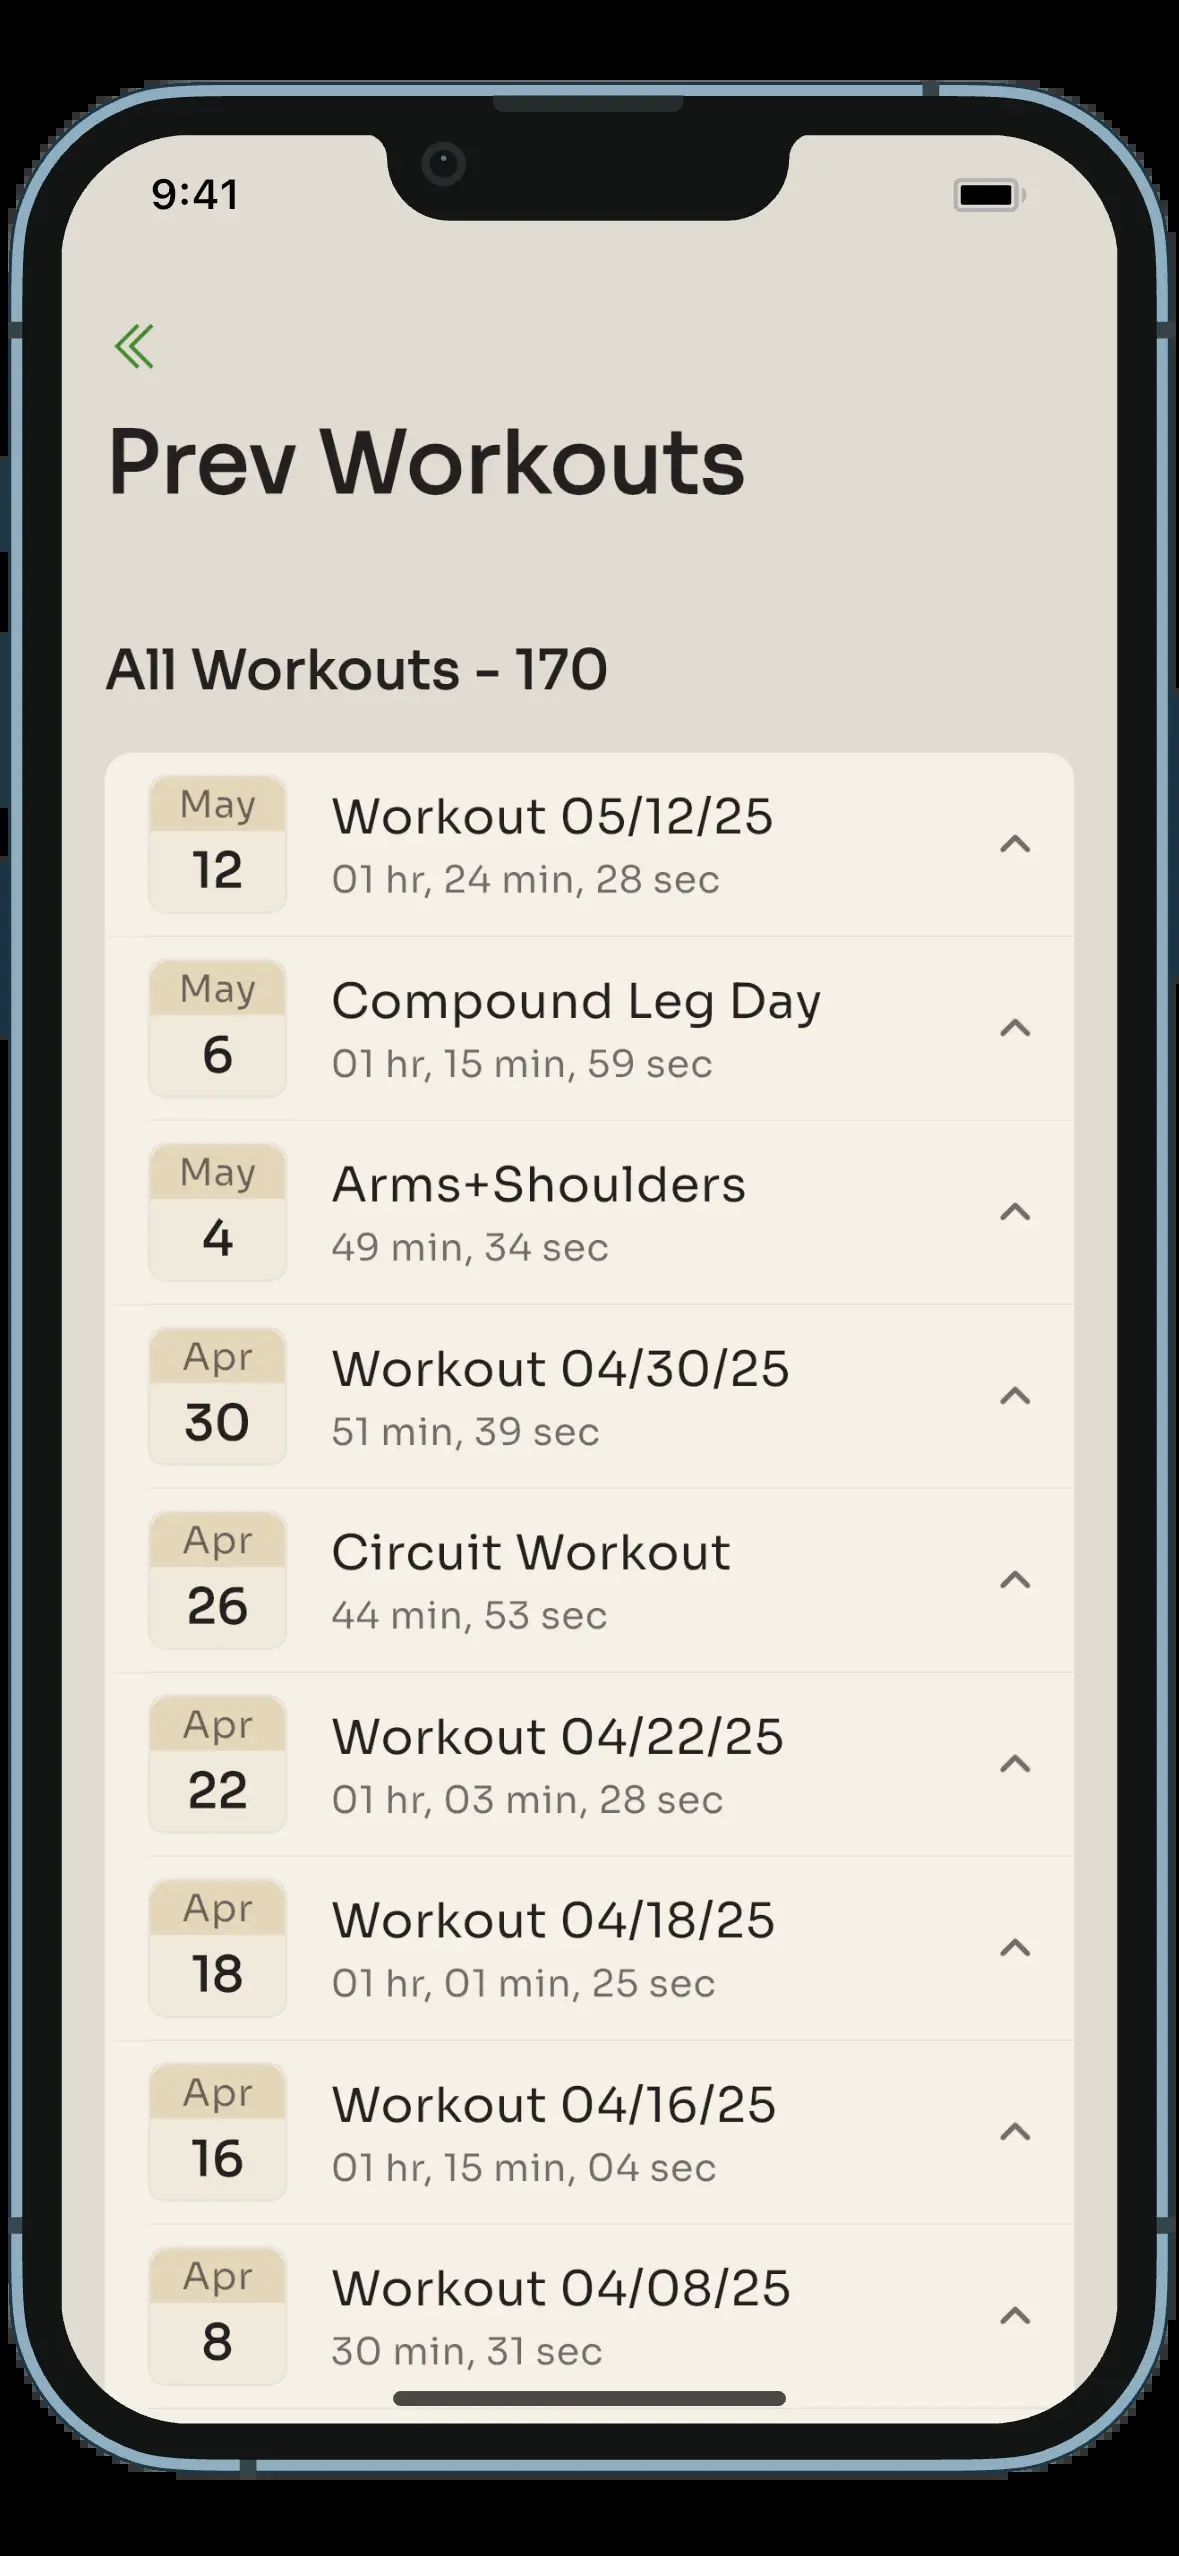 9:41
Prev Workouts
All Workouts - 170
May
12
Workout 05/12/25
01 hr, 24 min, 28 sec
May
6
Compound Leg Day
01 hr, 15 min, 59 sec
May
4
Arms+Shoulders
49 min, 34 sec
Apr
30
Workout 04/30/25
51 min, 39 sec
Apr
26
Circuit Workout
44 min, 53 sec
Apr
22
Workout 04/22/25
01 hr, 03 min, 28 sec
Apr
18
Workout 04/18/25
01 hr, 01 min, 25 sec
Apr
16
Workout 04/16/25
01 hr, 15 min, 04 sec
Apr
8
Workout 04/08/25
30 min, 31 sec